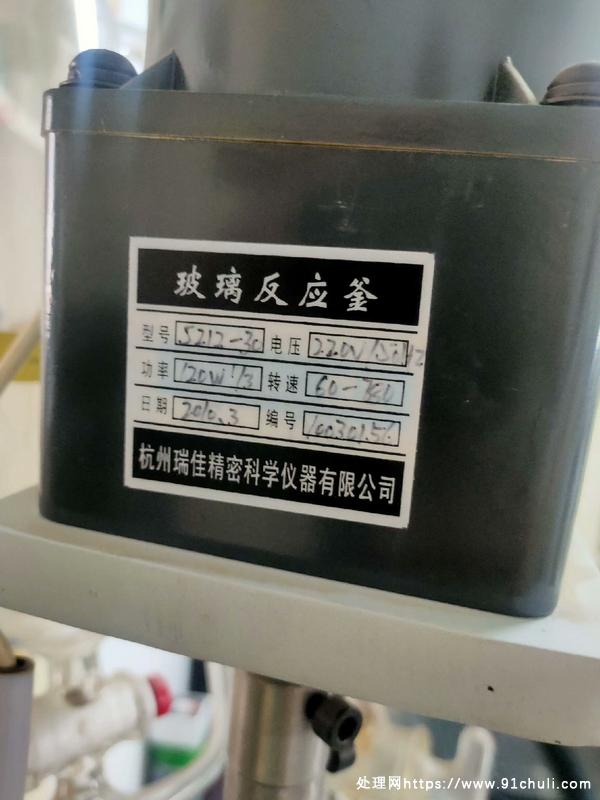 玻璃反应釜
型号 S212-30 电压 220V/
功率 120W 1/3 转速
日期 2010.3 编号
杭州瑞佳精密科学仪器有限公司
处理网https://www.91chuli.com/